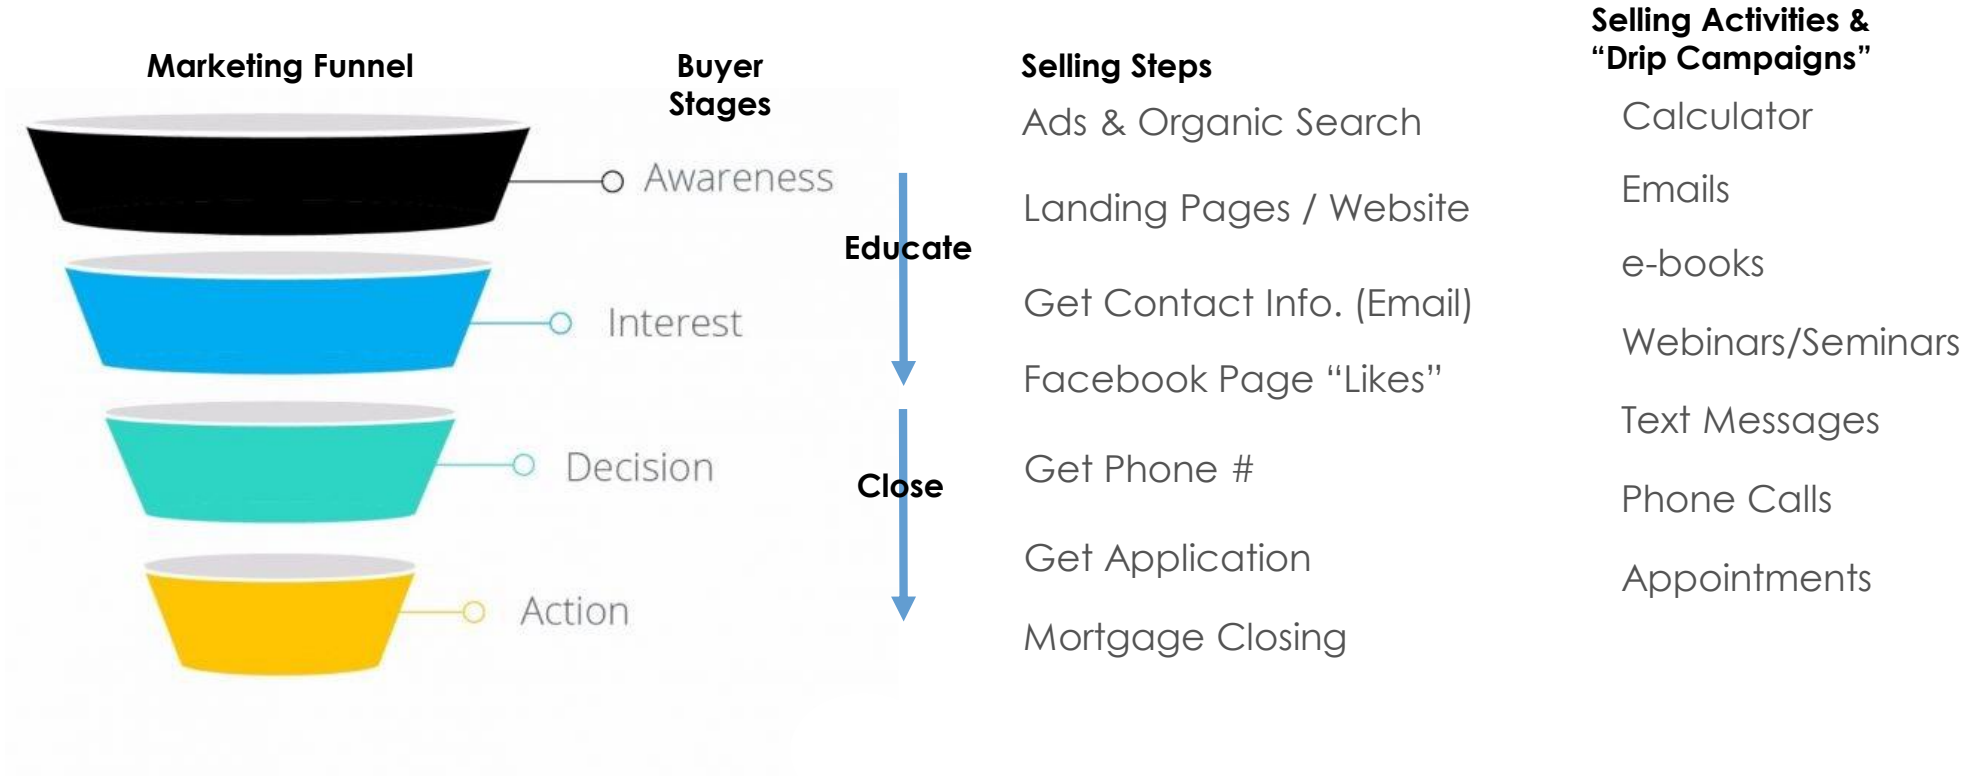 Marketing Funnel
Buyer
Stages
Awareness
Interest
Decision
Action
Educate
Close
Selling Steps
Ads & Organic Search
Landing Pages / Website
Get Contact Info. (Email)
Facebook Page “Likes”
Get Phone #
Get Application
Mortgage Closing
Selling Activities &
“Drip Campaigns”
Calculator
Emails
e-books
Webinars/Seminars
Text Messages
Phone Calls
Appointments